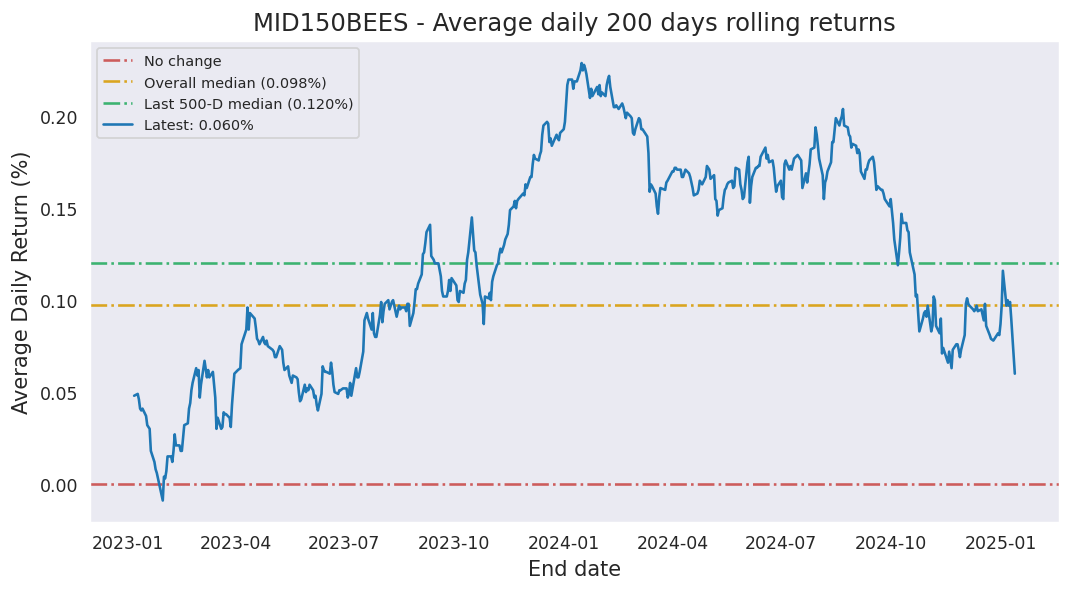 MID150BEES - Average daily 200 days rolling returns
No change
Overall median (0.098%)
Last 500-D median (0.120%)
Latest: 0.060%
Average Daily Return (%)
0.20
0.15
0.10
0.05
0.00
2023-01 2023-04 2023-07 2023-10 2024-01 2024-04 2024-07 2024-10 2025-01
End date